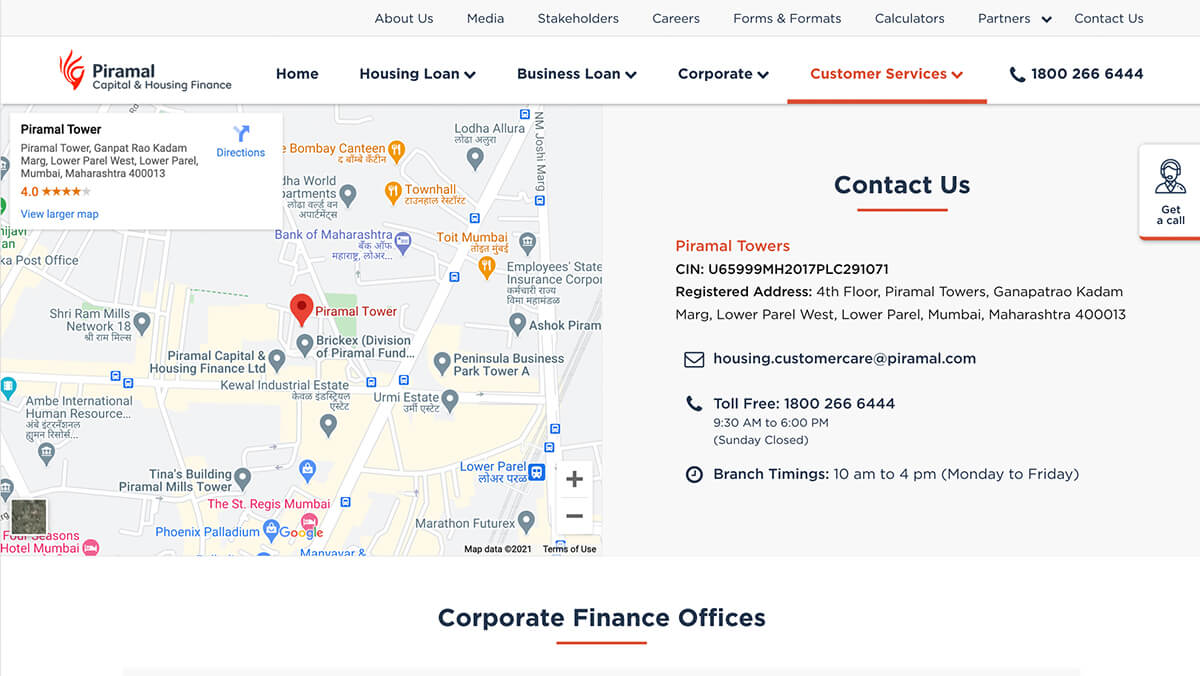 About Us Media Stakeholders Careers Forms & Formats Calculators Partners Contact Us
Piramal
Capital & Housing Finance
Home Housing Loan Business Loan Corporate Customer Services 1800 266 6444
Piramal Tower
Piramal Tower, Ganpat Rao Kadam
Marg, Lower Parel West, Lower Parel,
Mumbai, Maharashtra 400013
4.0
View larger map
Directions
Lodha Allura
लोढा अलुरा
NM Joshi Marg
Bombay Canteen
द बॉम्बे कँटीन
Townhall
टाउनहाल रेस्टोरंट
dha World
partments
लोढा वर्ल्ड वन
अपार्टमेंट्स
Bank of Maharashtra
बँक ऑफ
महाराष्ट्र, लोअर...
Toit Mumbai
तोइत मुंबई
Employees' State
Insurance Corpor
कर्मचारी राज्य
विमा महामंडळ
ka Post Office
Shri Ram Mills
Network 18
श्री राम मिल्स
Piramal Tower
Ashok Piram
Brickex (Division
of Piramal Fund...
Piramal Capital &
Housing Finance Ltd
Peninsula Business
Park Tower A
Kewal Industrial Estate
केवळ इंडस्ट्रियल
एस्टेट
Urmi Estate
उर्मी एस्टेट
Ambe International
Human Resource...
अंबे इंटरनॅशनल
ह्युमन रिसोर्स...
Tina's Building
Piramal Mills Tower
Lower Parel
लोअर परळ
The St. Regis Mumbai
Phoenix Palladium
Google
Marathon Futurex
Four Seasons
Hotel Mumbai
Manyavar &
Map data ©2021 Terms of Use
Contact Us
Piramal Towers
CIN: U65999MH2017PLC291071
Registered Address: 4th Floor, Piramal Towers, Ganapatrao Kadam
Marg, Lower Parel West, Lower Parel, Mumbai, Maharashtra 400013
housing.customercare@piramal.com
Toll Free: 1800 266 6444
9:30 AM to 6:00 PM
(Sunday Closed)
Branch Timings: 10 am to 4 pm (Monday to Friday)
Get
a call
Corporate Finance Offices